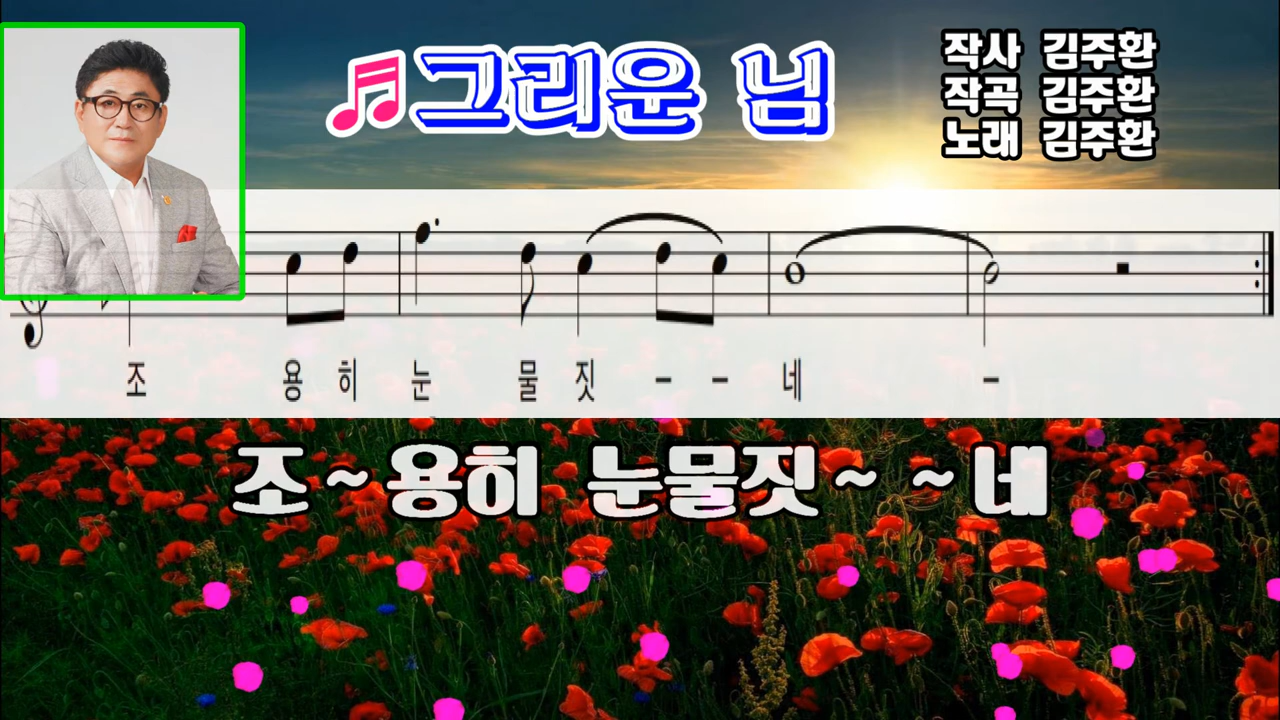 ♬그리운 님
작사 김주환
작곡 김주환
노래 김주환
조 용 히 눈 물 짓 - - 네 -
조~용히 눈물짓~ ~네